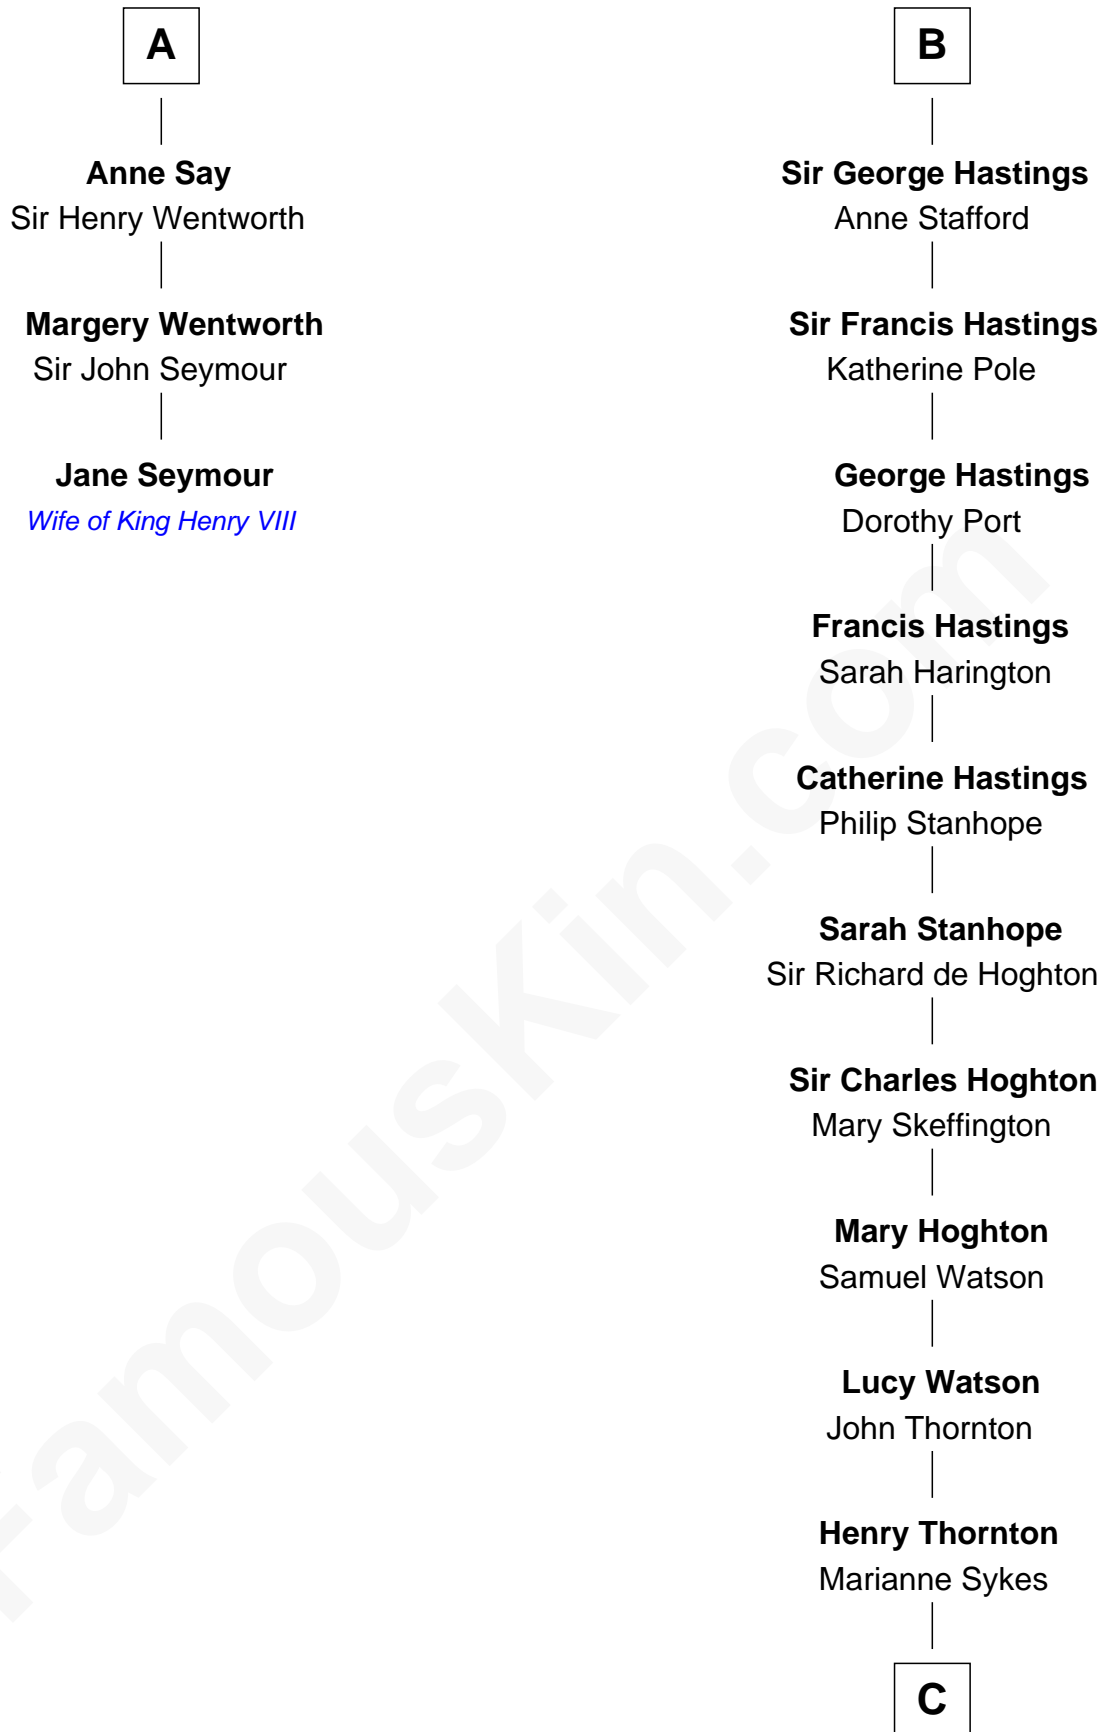 A
Anne Say
Sir Henry Wentworth
Margery Wentworth
Sir John Seymour
Jane Seymour
Wife of King Henry VIII
B
Sir George Hastings
Anne Stafford
Sir Francis Hastings
Katherine Pole
George Hastings
Dorothy Port
Francis Hastings
Sarah Harington
Catherine Hastings
Philip Stanhope
Sarah Stanhope
Sir Richard de Hoghton
Sir Charles Hoghton
Mary Skeffington
Mary Hoghton
Samuel Watson
Lucy Watson
John Thornton
Henry Thornton
Marianne Sykes
C
FamousKin.com